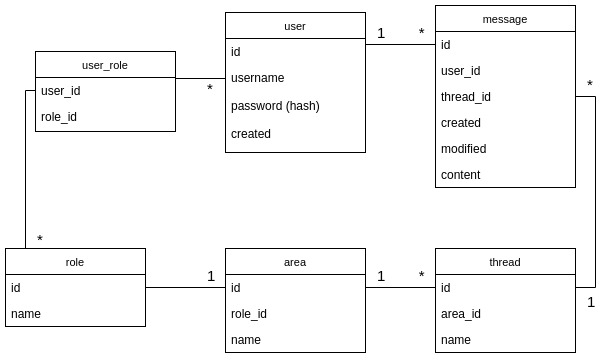 user_role
user_id
role_id
*
user
id
username
password (hash)
created
1
*
message
id
user_id
thread_id
created
modified
content
*
*
role
id
name
1
area
id
role_id
name
1
*
thread
id
area_id
name
1